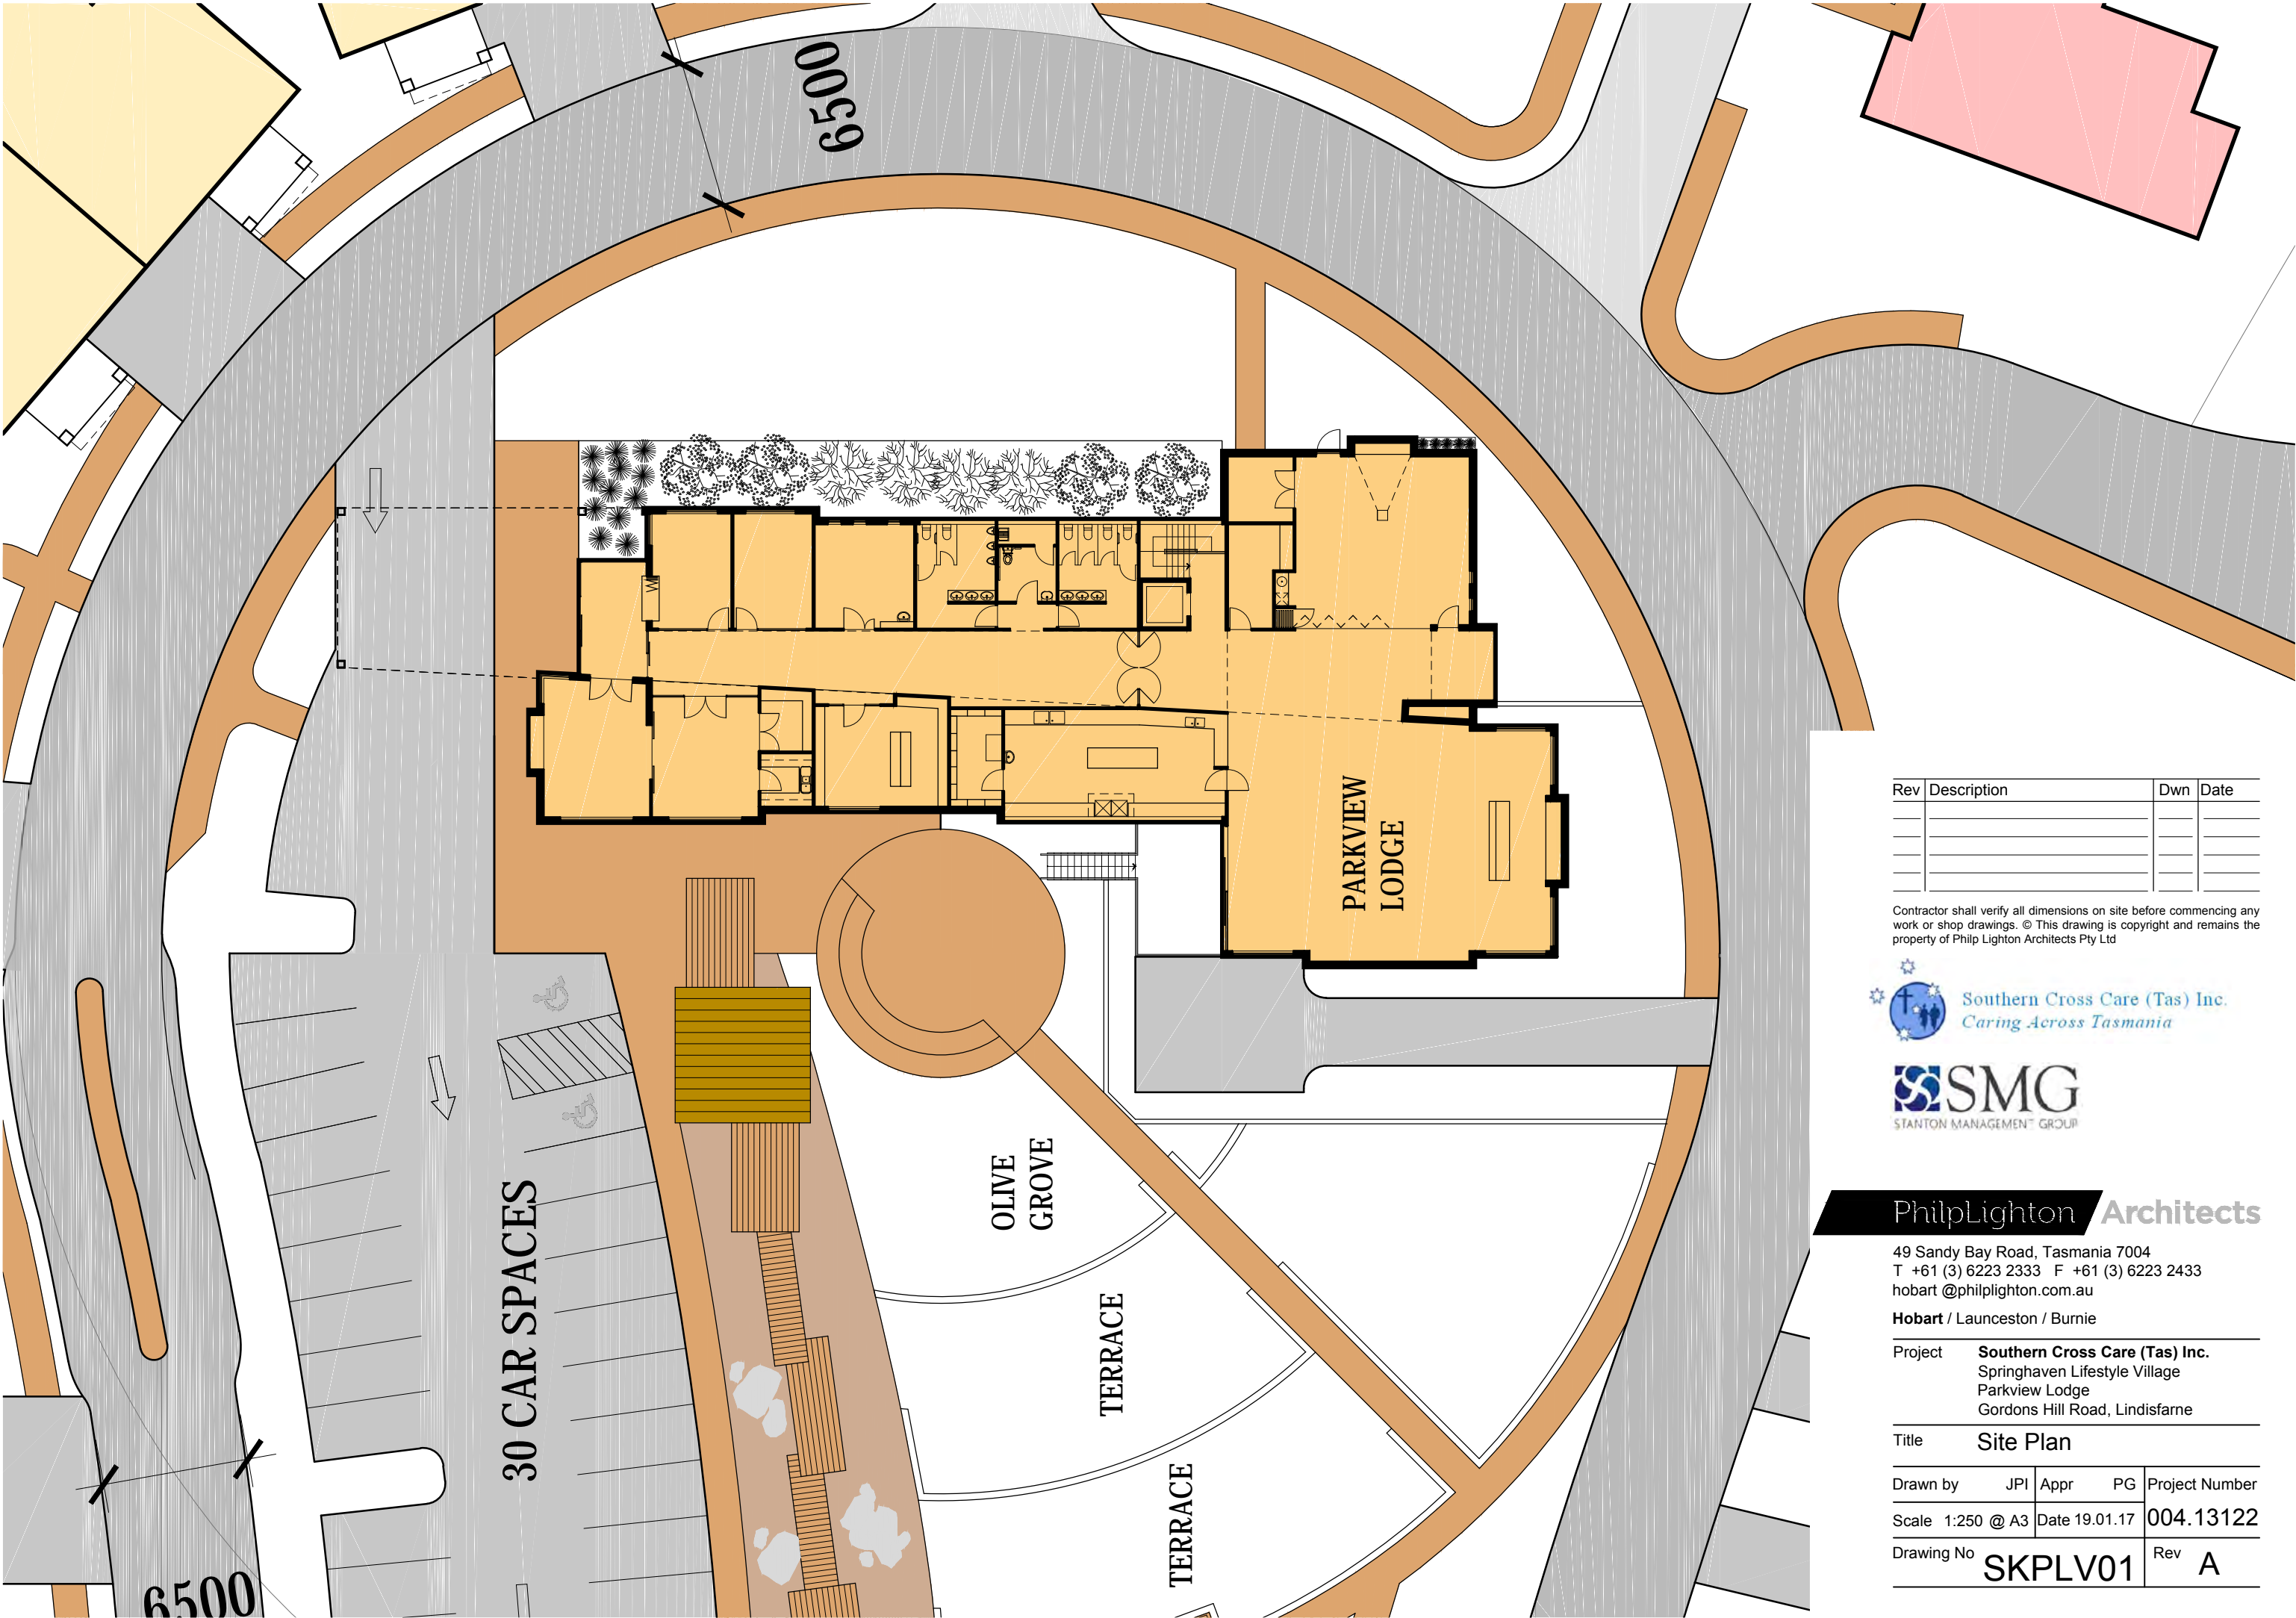 6500
PARKVIEW
LODGE
OLIVE
GROVE
TERRACE
TERRACE
30 CAR SPACES
6500
Rev Description Dwn Date
Contractor shall verify all dimensions on site before commencing any
work or shop drawings. © This drawing is copyright and remains the
property of Philp Lighton Architects Pty Ltd
Southern Cross Care (Tas) Inc.
Caring Across Tasmania
SMG
STANTON MANAGEMENT GROUP
PhilpLighton Architects
49 Sandy Bay Road, Tasmania 7004
T +61 (3) 6223 2333 F +61 (3) 6223 2433
hobart @philplighton.com.au
Hobart / Launceston / Burnie
Project Southern Cross Care (Tas) Inc.
Springhaven Lifestyle Village
Parkview Lodge
Gordons Hill Road, Lindisfarne
Title Site Plan
Drawn by JPI Appr PG Project Number
Scale 1:250 @ A3 Date 19.01.17 004.13122
Drawing No SKPLV01 Rev A